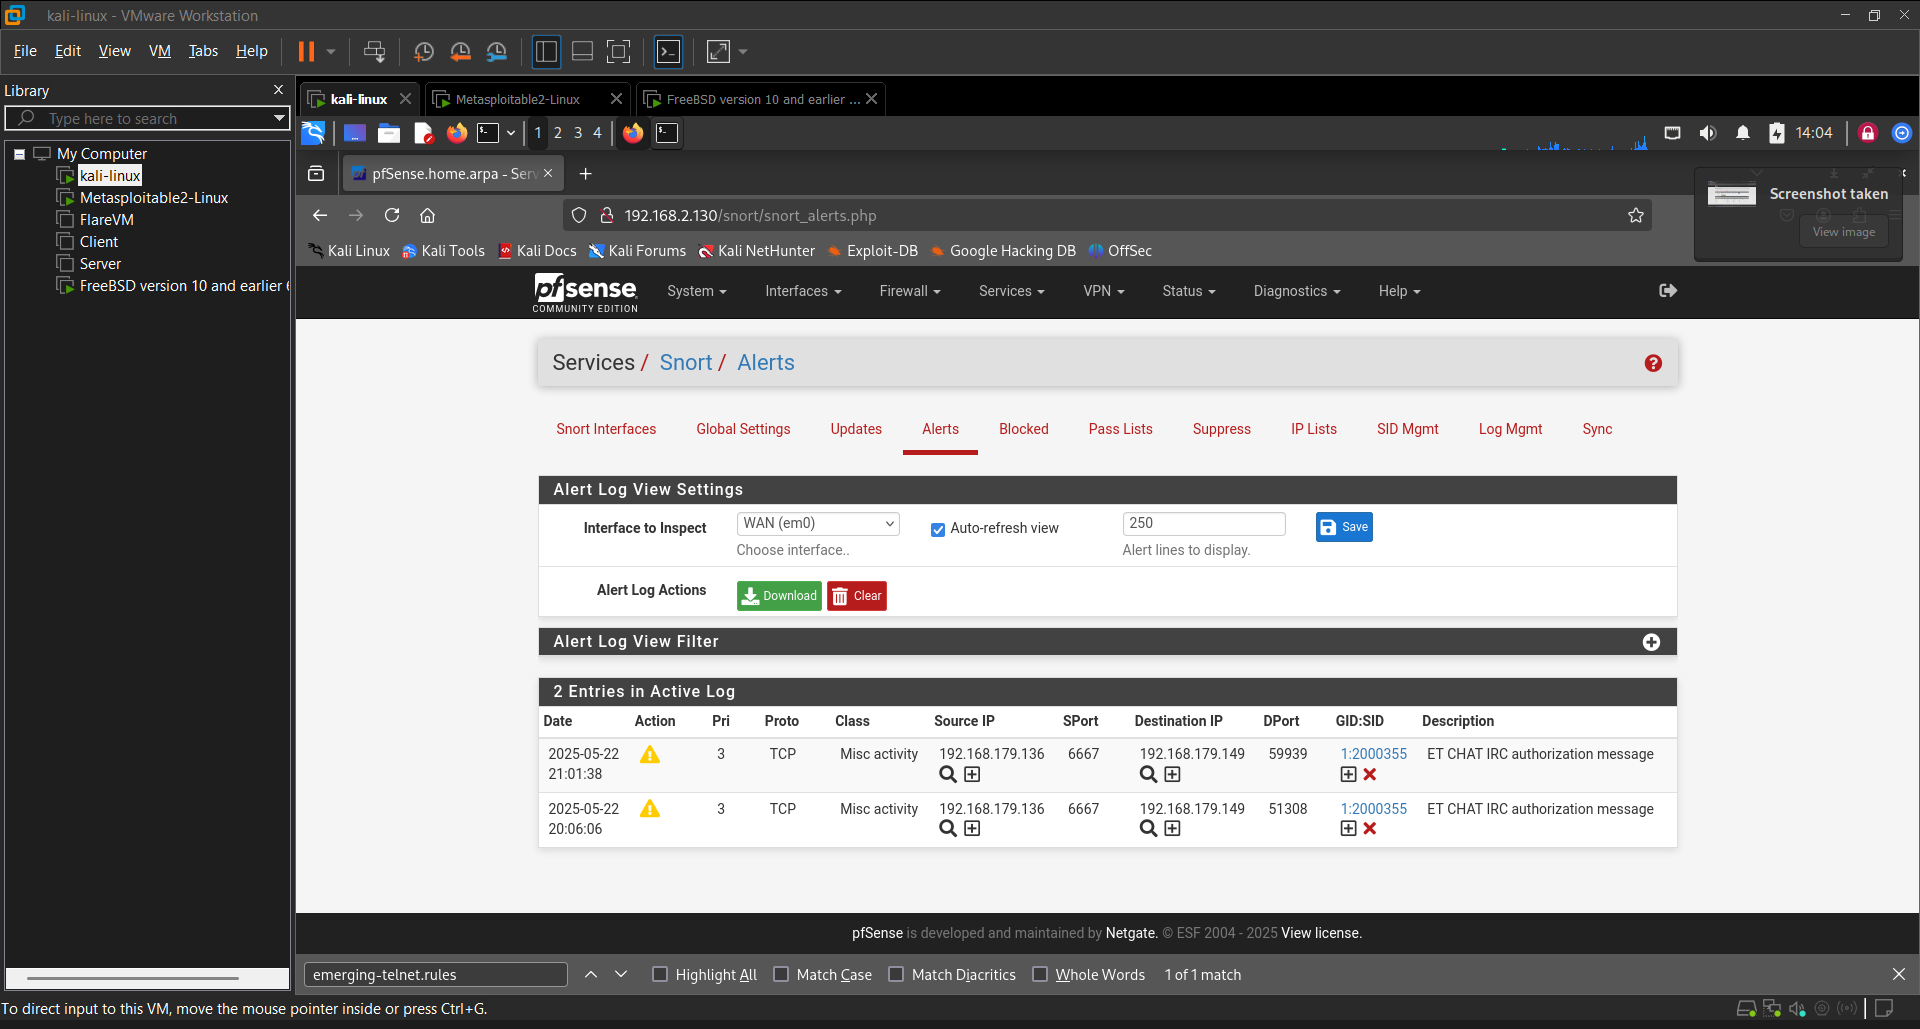 kali-linux - VMware Workstation
File Edit View VM Tabs Help
Library
Type here to search
My Computer
kali-linux
Metasploitable2-Linux
FlareVM
Client
Server
FreeBSD version 10 and earlier 6
kali-linux
Metasploitable2-Linux
FreeBSD version 10 and earlier ...
1 2 3 4
14:04
pfSense.home.arpa - Serv
Screenshot taken
View image
192.168.2.130/snort/snort_alerts.php
Kali Linux Kali Tools Kali Docs Kali Forums Kali NetHunter Exploit-DB Google Hacking DB OffSec
pfsense
COMMUNITY EDITION
System Interfaces Firewall Services VPN Status Diagnostics Help
Services / Snort / Alerts
Snort Interfaces Global Settings Updates Alerts Blocked Pass Lists Suppress IP Lists SID Mgmt Log Mgmt Sync
Alert Log View Settings
Interface to Inspect WAN (em0) Auto-refresh view 250 Save
Choose interface.. Alert lines to display.
Alert Log Actions Download Clear
Alert Log View Filter
2 Entries in Active Log
Date Action Pri Proto Class Source IP SPort Destination IP DPort GID:SID Description
2025-05-22 3 TCP Misc activity 192.168.179.136 6667 192.168.179.149 59939 1:2000355 ET CHAT IRC authorization message
21:01:38
2025-05-22 3 TCP Misc activity 192.168.179.136 6667 192.168.179.149 51308 1:2000355 ET CHAT IRC authorization message
20:06:06
pfSense is developed and maintained by Netgate. © ESF 2004 - 2025 View license.
emerging-telnet.rules Highlight All Match Case Match Diacritics Whole Words 1 of 1 match
To direct input to this VM, move the mouse pointer inside or press Ctrl+G.